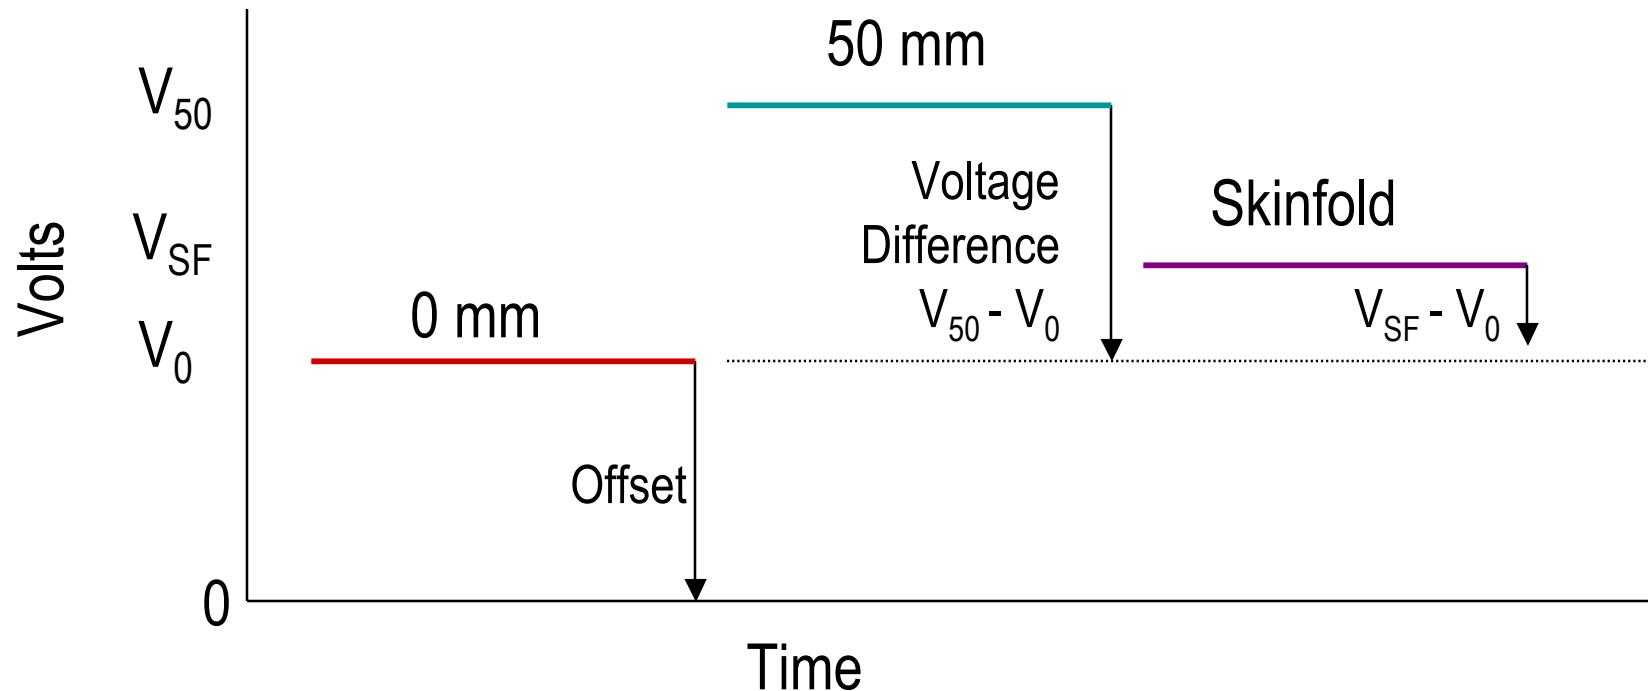 50 mm
V50
Voltage
Difference
V50 - V0
Skinfold
VSF - V0
VSF
Volts
0 mm
V0
Offset
0
Time